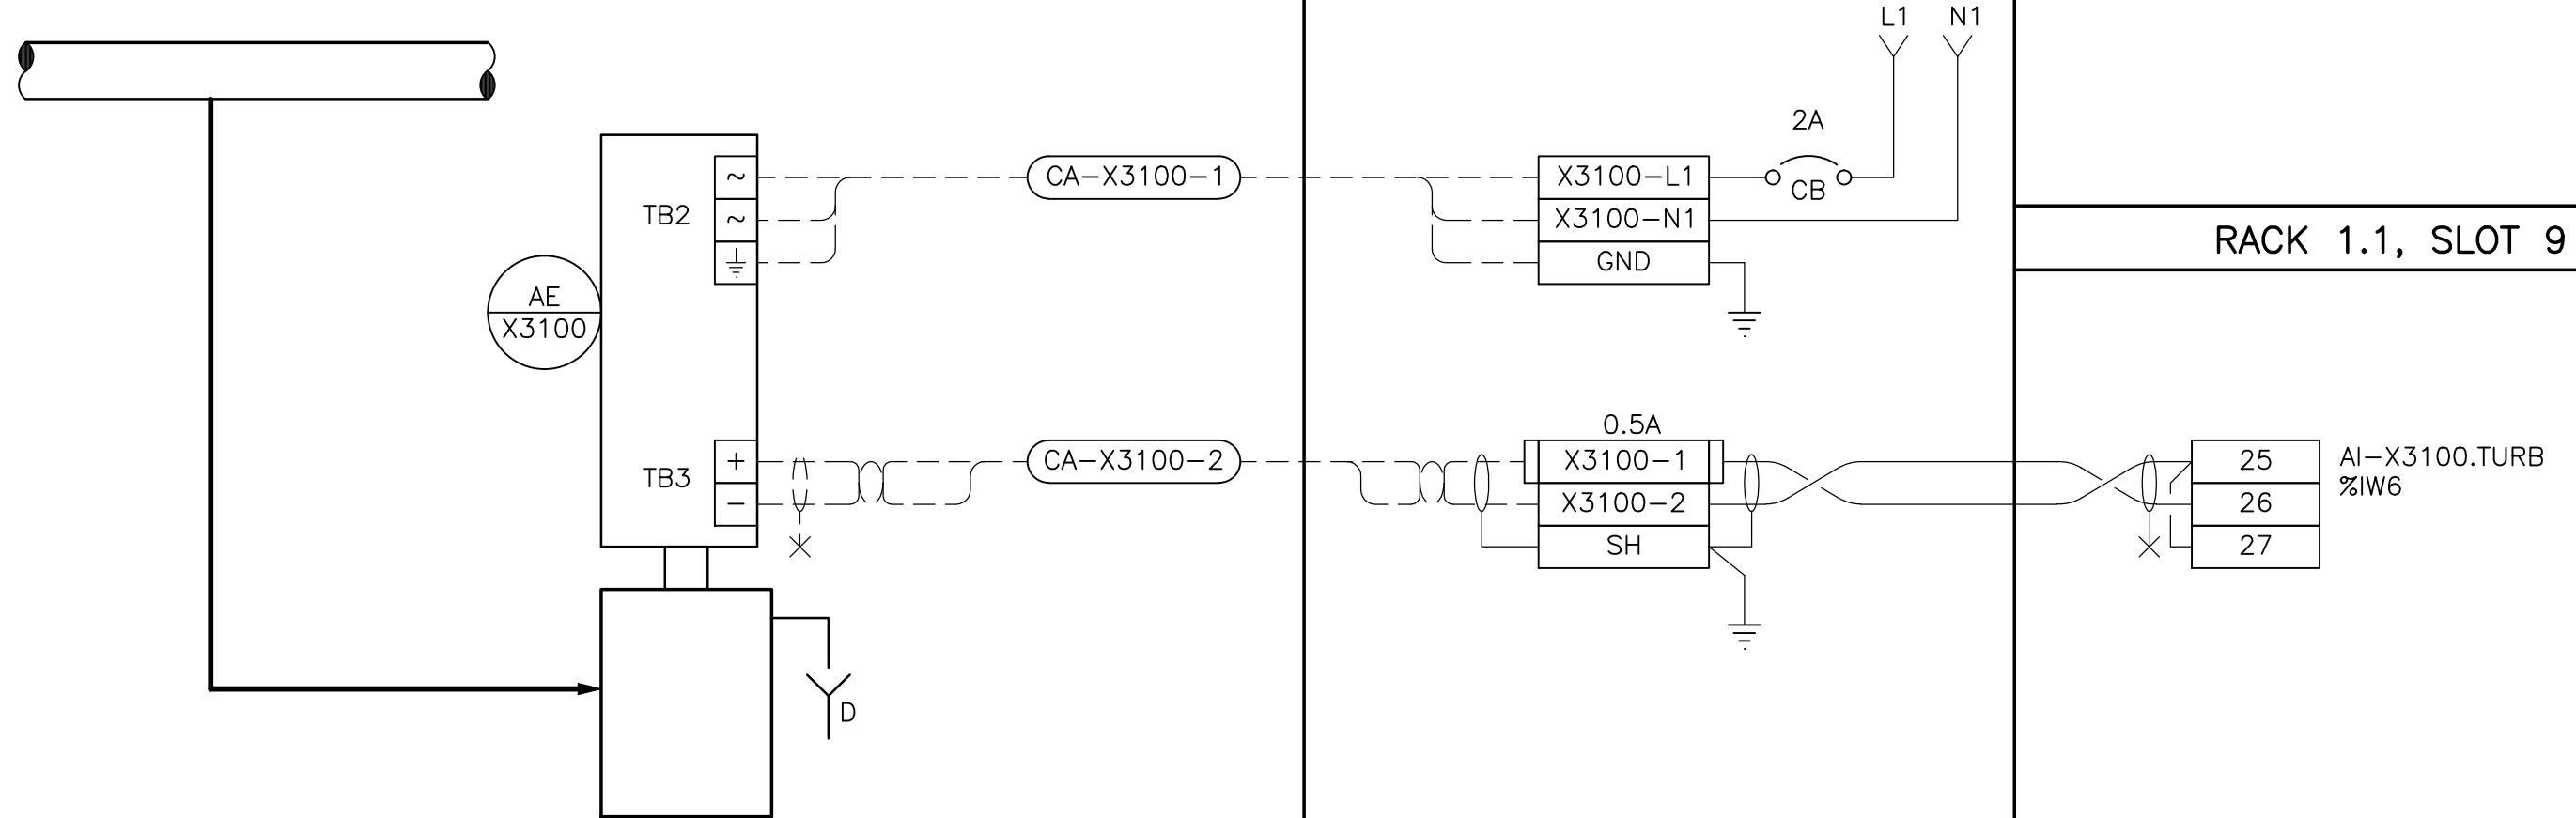 L1 N1
2A
CA-X3100-1
X3100-L1
CB
TB2
~
~
X3100-N1
GND
RACK 1.1, SLOT 9
AE
X3100
0.5A
TB3
+
-
CA-X3100-2
X3100-1
X3100-2
SH
25
26
27
AI-X3100.TURB
%IW6
D